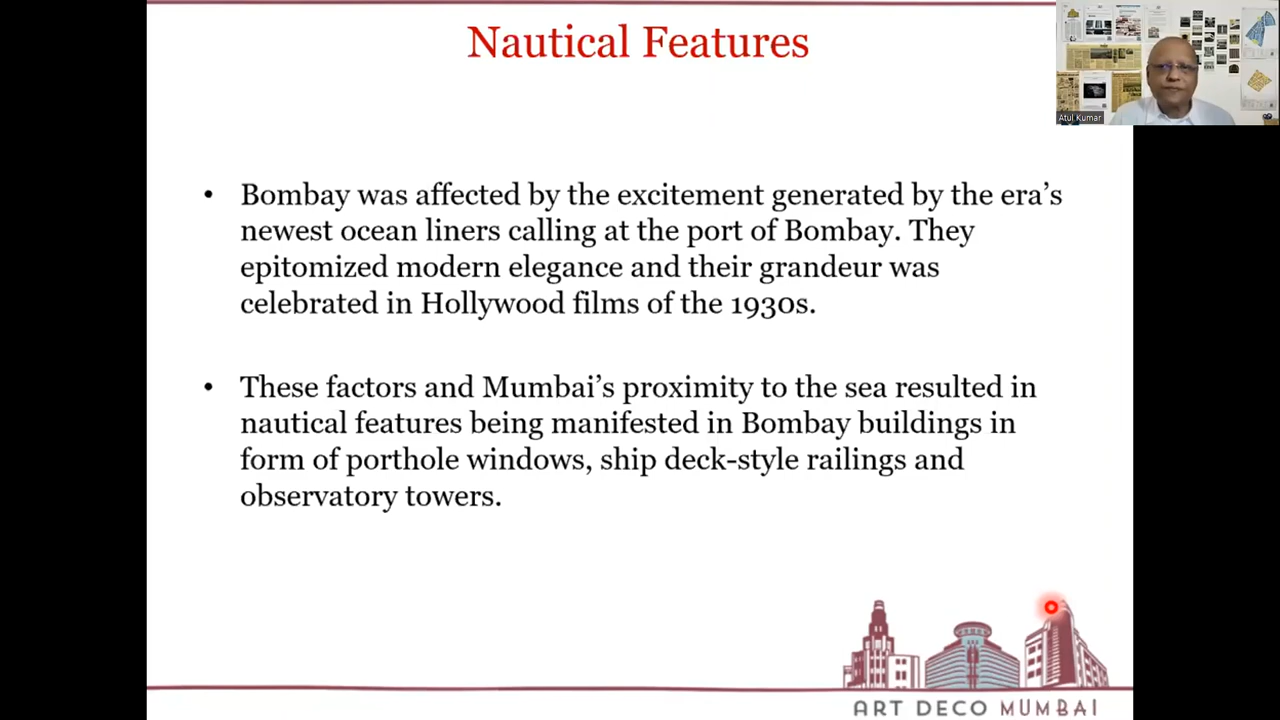 Nautical Features
Atul Kumar
• Bombay was affected by the excitement generated by the era’s
newest ocean liners calling at the port of Bombay. They
epitomized modern elegance and their grandeur was
celebrated in Hollywood films of the 1930s.
• These factors and Mumbai’s proximity to the sea resulted in
nautical features being manifested in Bombay buildings in
form of porthole windows, ship deck-style railings and
observatory towers.
ART DECO MUMBAI